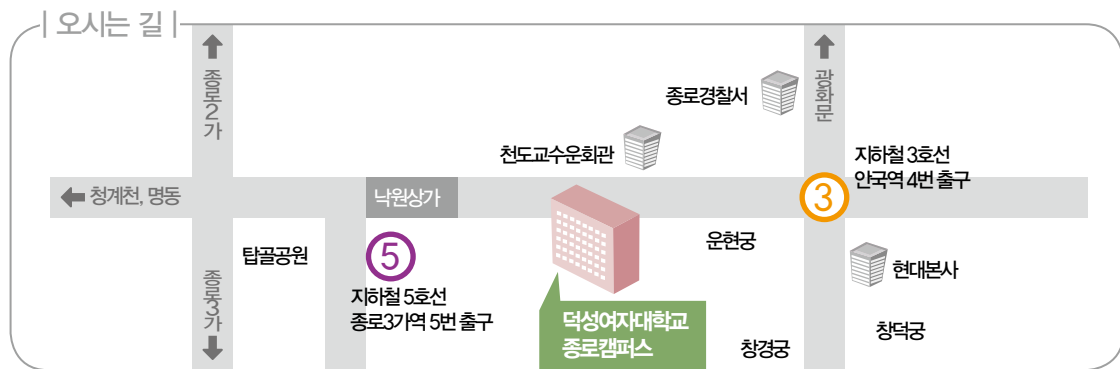 오시는 길
종로2가
광화문
종로경찰서
천도교수운회관
지하철 3호선
안국역 4번 출구
청계천, 명동
낙원상가
3
탑골공원
5
운현궁
현대본사
종로3가
지하철 5호선
종로3가역 5번 출구
덕성여자대학교
종로캠퍼스
창경궁
창덕궁